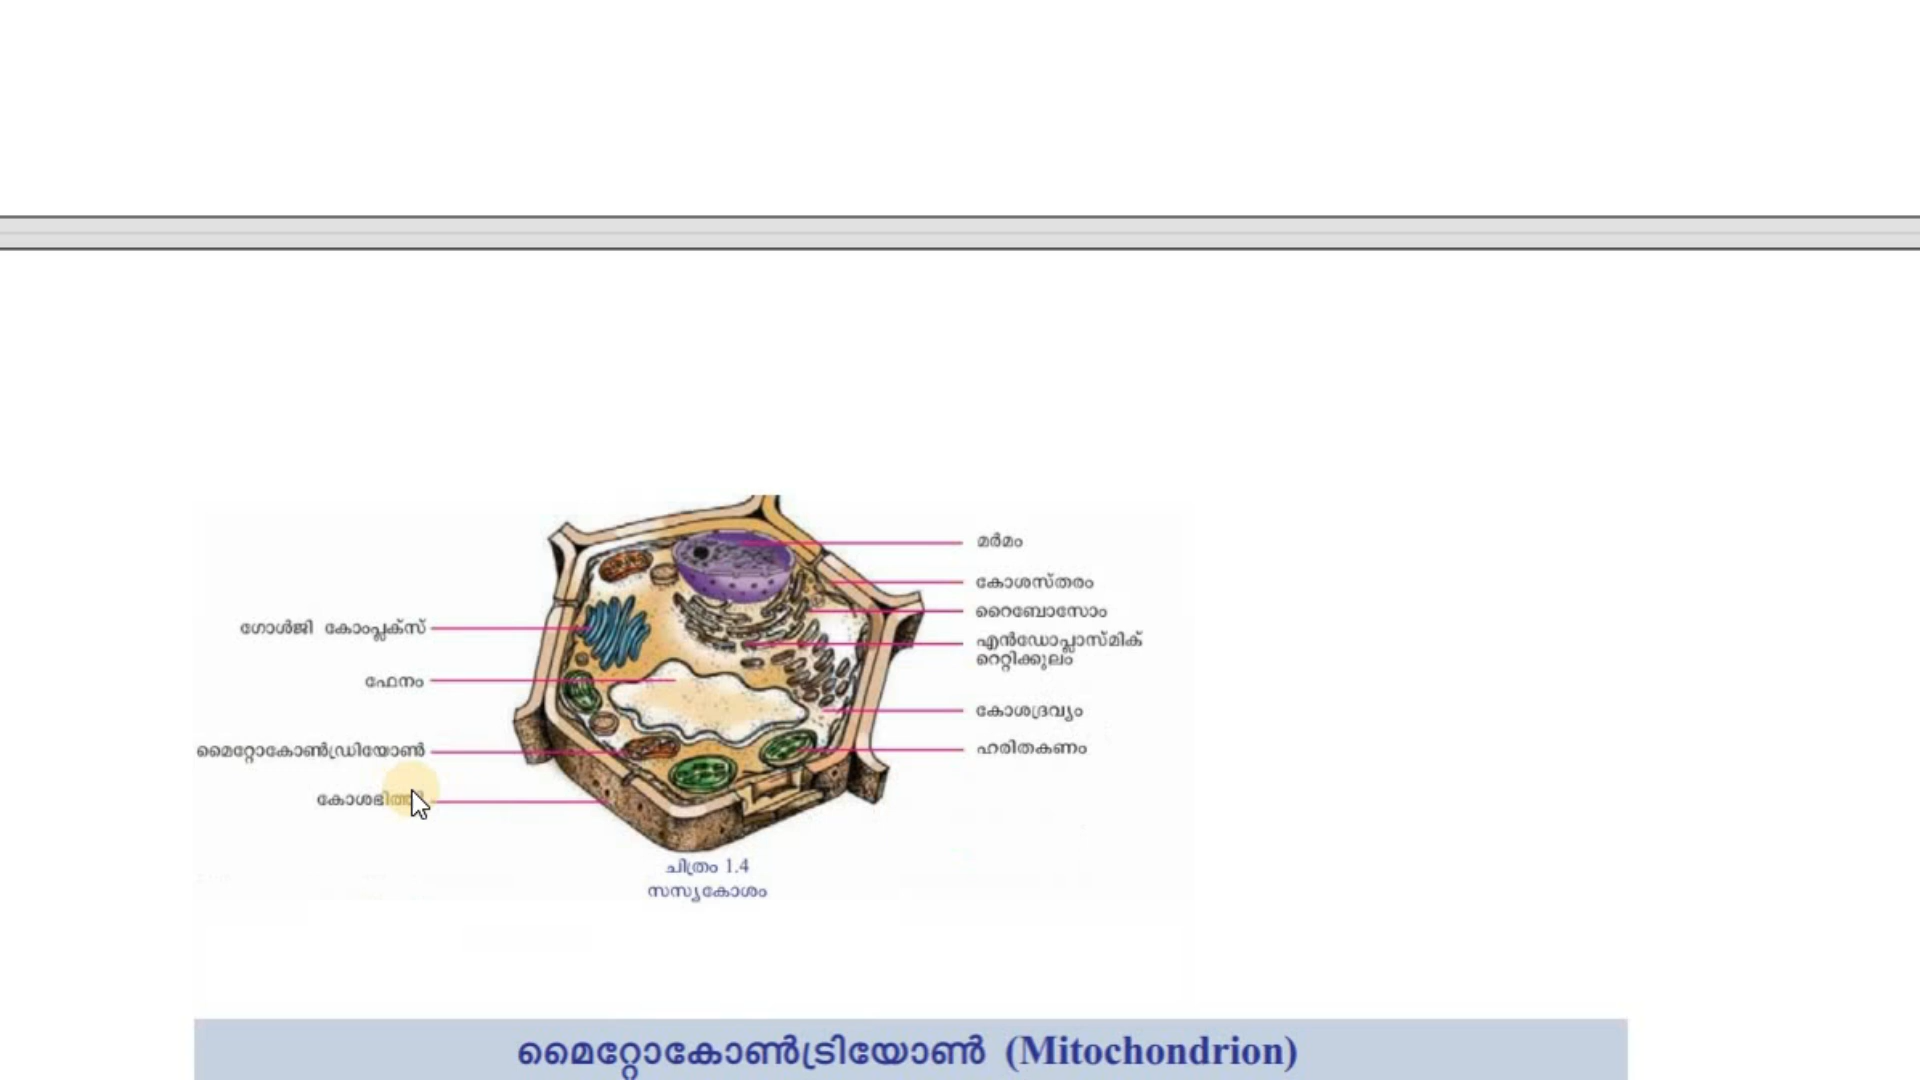 മർമം
കോശസ്തരം
റൈബോസോം
ഗോൾജി കോംപ്ലക്സ്
എൻഡോപ്ലാസ്മിക്
റെറ്റിക്കുലം
ഫേനം
കോശദ്രവ്യം
മൈറ്റോകോൺഡ്രിയോൺ
ഹരിതകണം
ചിത്രം 1.4
സസ്യകോശം
മൈറ്റോകോൺട്രിയോൺ (Mitochondrion)